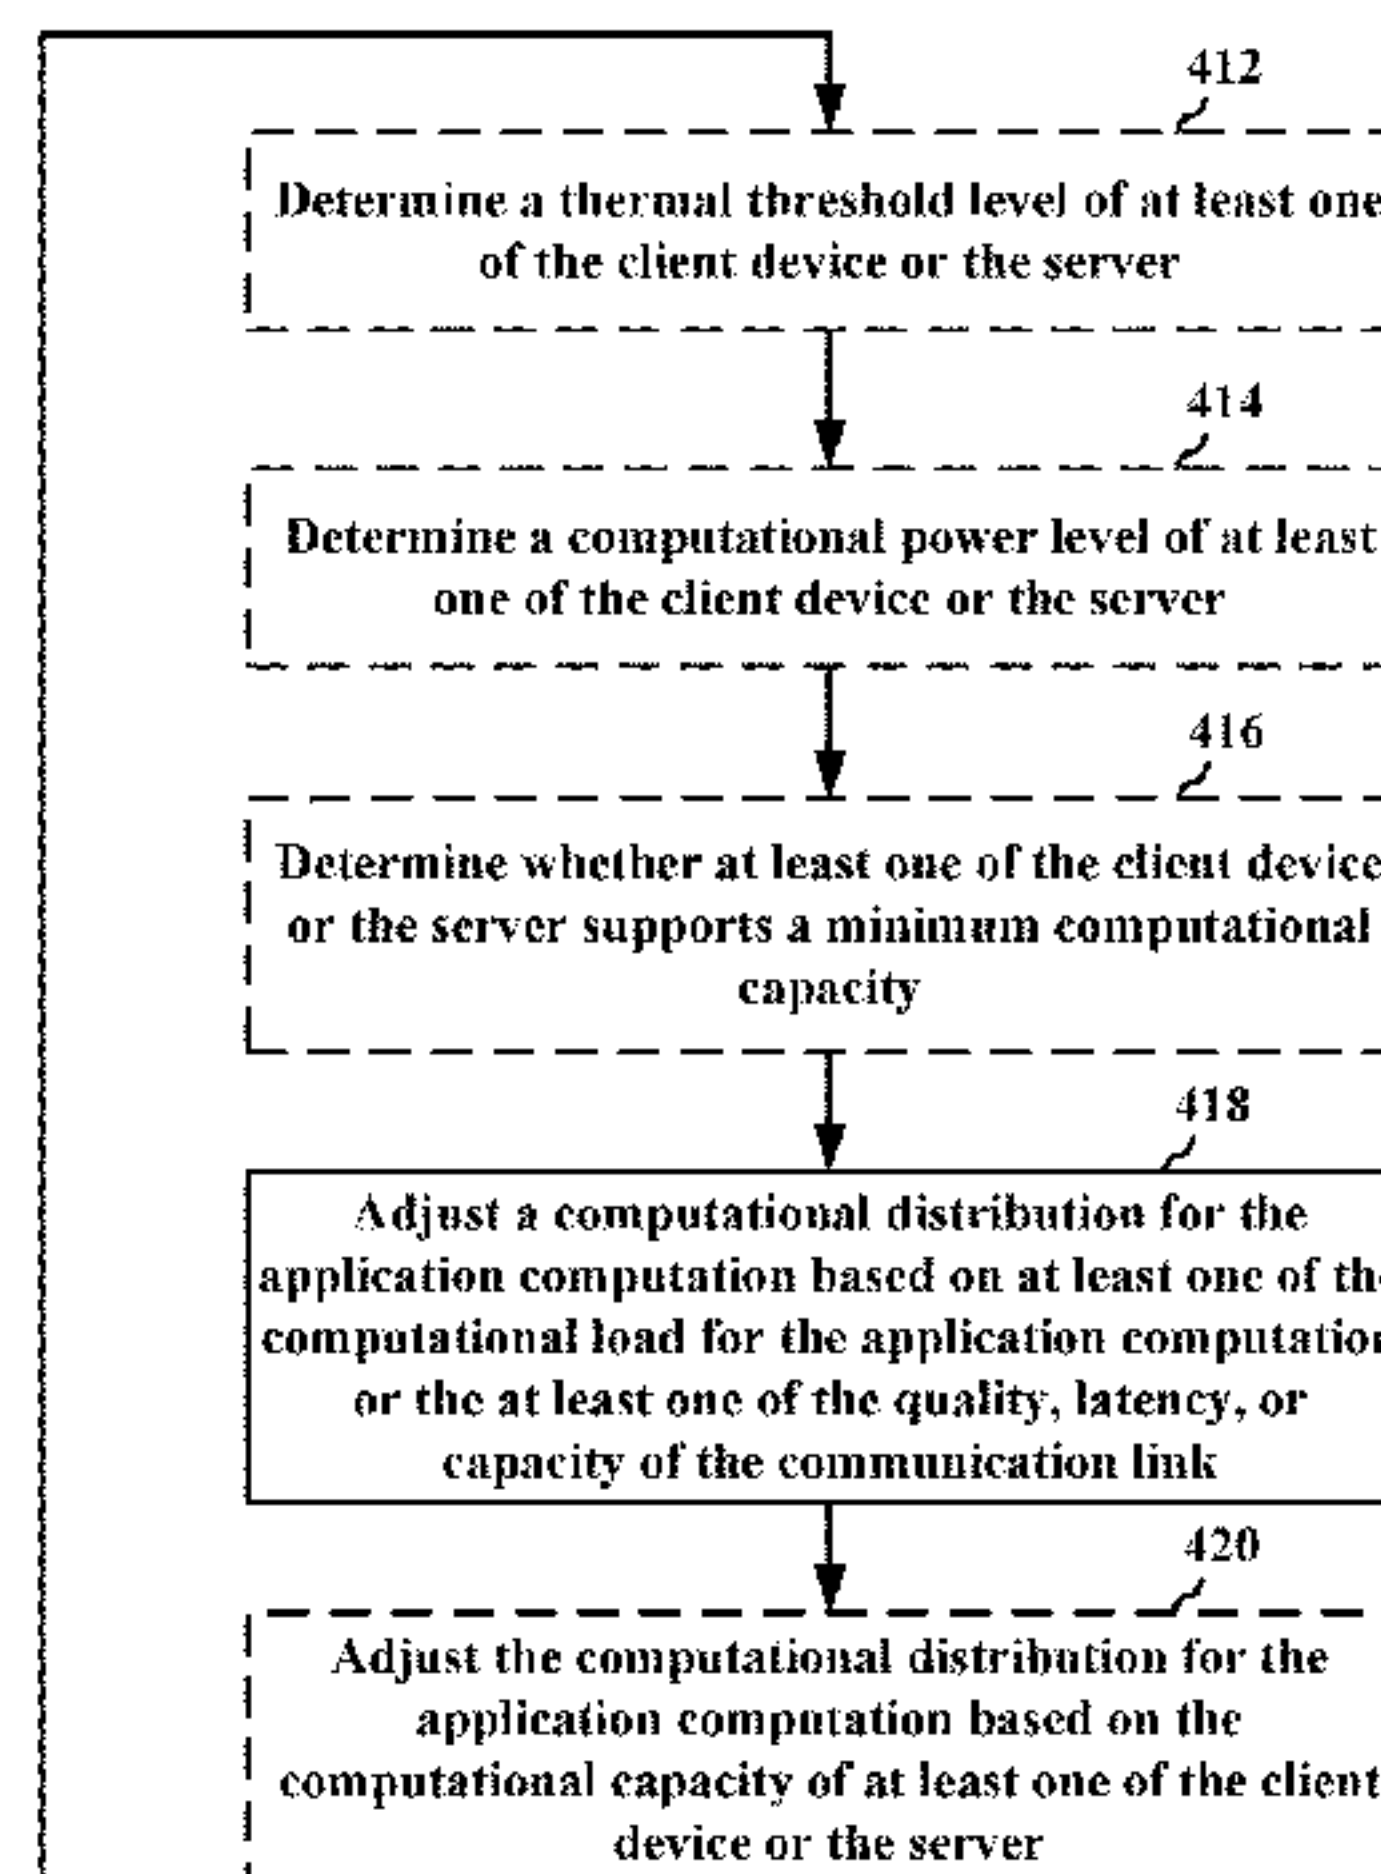 412
Determine a thermal threshold level of at least one
of the client device or the server
414
Determine a computational power level of at least
one of the client device or the server
416
Determine whether at least one of the client device
or the server supports a minimum computational
capacity
418
Adjust a computational distribution for the
application computation based on at least one of
computational load for the application
or the at least one of the quality, latency, or
capacity of the communication link
420
Adjust the computational distribution for the
application computation based on the
computational capacity of at least one of the client
device or the server